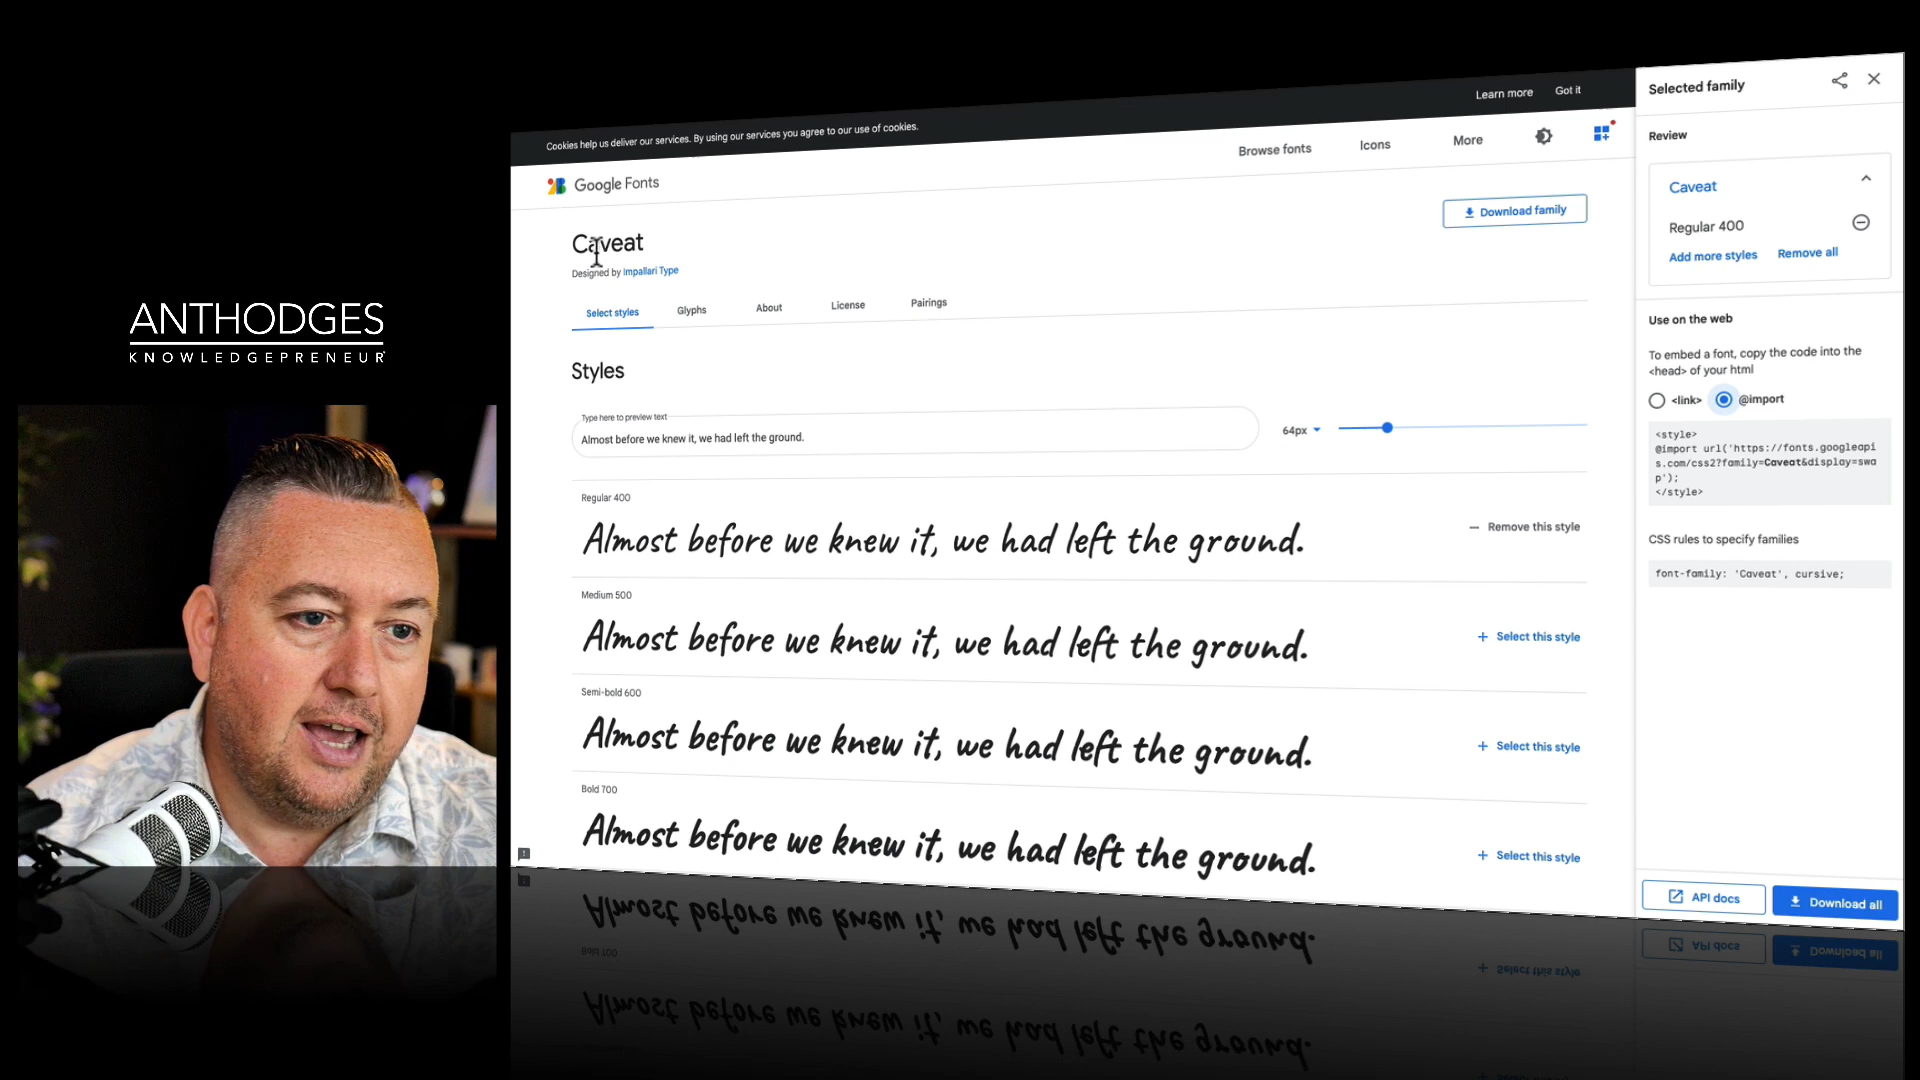 ANTHODGES
KNOWLEDGEPRENEUR
Cookies help us deliver our services. By using our services you agree to our use of cookies.
Learn more
Got it
Google Fonts
Browse fonts
Icons
More
Caveat
Designed by Impallari Type
Download family
Select styles
Glyphs
About
License
Pairings
Styles
Type here to preview text
Almost before we knew it, we had left the ground.
64px
Regular 400
Almost before we knew it, we had left the ground.
Remove this style
Medium 500
Almost before we knew it, we had left the ground.
Select this style
Semi-bold 600
Almost before we knew it, we had left the ground.
Select this style
Bold 700
Almost before we knew it, we had left the ground.
Select this style
Selected family
Review
Caveat
Regular 400
Add more styles
Remove all
Use on the web
To embed a font, copy the code into the
<head> of your html
<link>
@import
<style>
@import url('https://fonts.googleapi
s.com/css2?family=Caveat&display=swa
p');
</style>
CSS rules to specify families
font-family: 'Caveat', cursive;
API docs
Download all